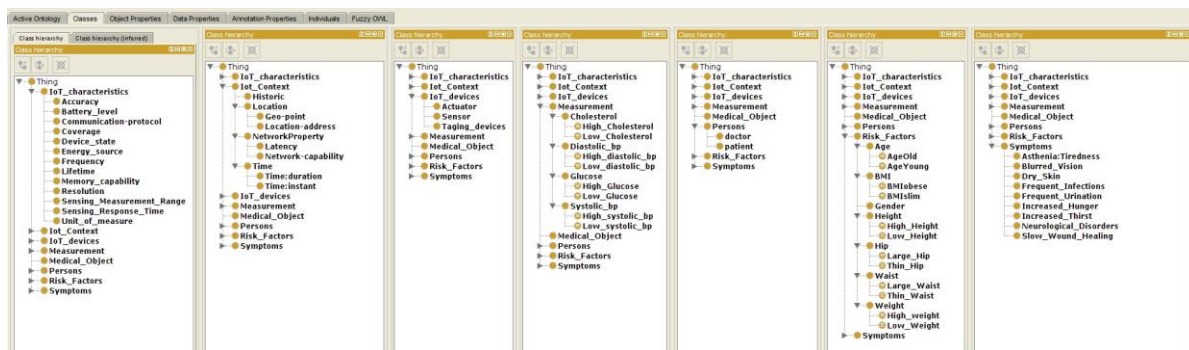 Active Ontology Classes Object Properties Data Properties Annotation Properties Individuals Fuzzy OWL
Class hierarchy Class hierarchy (inferred)
Class hierarchy
Thing
IoT_characteristics
Accuracy
Battery_level
Communication-protocol
Coverage
Device_state
Energy_source
Frequency
Lifetime
Memory_capability
Resolution
Sensing_Measurement_Range
Sensing_Response_Time
Unit_of_measure
Iot_Context
IoT_devices
Measurement
Medical_Object
Persons
Risk_Factors
Symptoms
Class hierarchy
Thing
IoT_characteristics
Iot_Context
Historic
Location
Geo-point
Location-address
NetworkProperty
Latency
Network-capability
Time
Time:duration
Time:instant
IoT_devices
Measurement
Medical_Object
Persons
Risk_Factors
Symptoms
Class hierarchy
Thing
IoT_characteristics
Iot_Context
IoT_devices
Actuator
Sensor
Taging_devices
Measurement
Medical_Object
Persons
Risk_Factors
Symptoms
Class hierarchy
Thing
IoT_characteristics
Iot_Context
IoT_devices
Measurement
Cholesterol
High_Cholesterol
Low_Cholesterol
Diastolic_bp
High_diastolic_bp
Low_diastolic_bp
Glucose
High_Glucose
Low_Glucose
Systolic_bp
High_systolic_bp
Low_systolic_bp
Medical_Object
Persons
Risk_Factors
Symptoms
Class hierarchy
Thing
IoT_characteristics
Iot_Context
IoT_devices
Measurement
Medical_Object
Persons
doctor
patient
Risk_Factors
Symptoms
Class hierarchy
Thing
IoT_characteristics
Iot_Context
IoT_devices
Measurement
Medical_Object
Persons
Risk_Factors
Age
AgeOld
AgeYoung
BMI
BMIobese
BMIslim
Gender
Height
High_Height
Low_Height
Hip
Large_Hip
Thin_Hip
Waist
Large_Waist
Thin_Waist
Weight
High_weight
Low_Weight
Symptoms
Class hierarchy
Thing
IoT_characteristics
Iot_Context
IoT_devices
Measurement
Medical_Object
Persons
Risk_Factors
Symptoms
Asthenia:Tiredness
Blurred_Vision
Dry_Skin
Frequent_Infections
Frequent_Urination
Increased_Hunger
Increased_Thirst
Neurological_Disorders
Slow_Wound_Healing